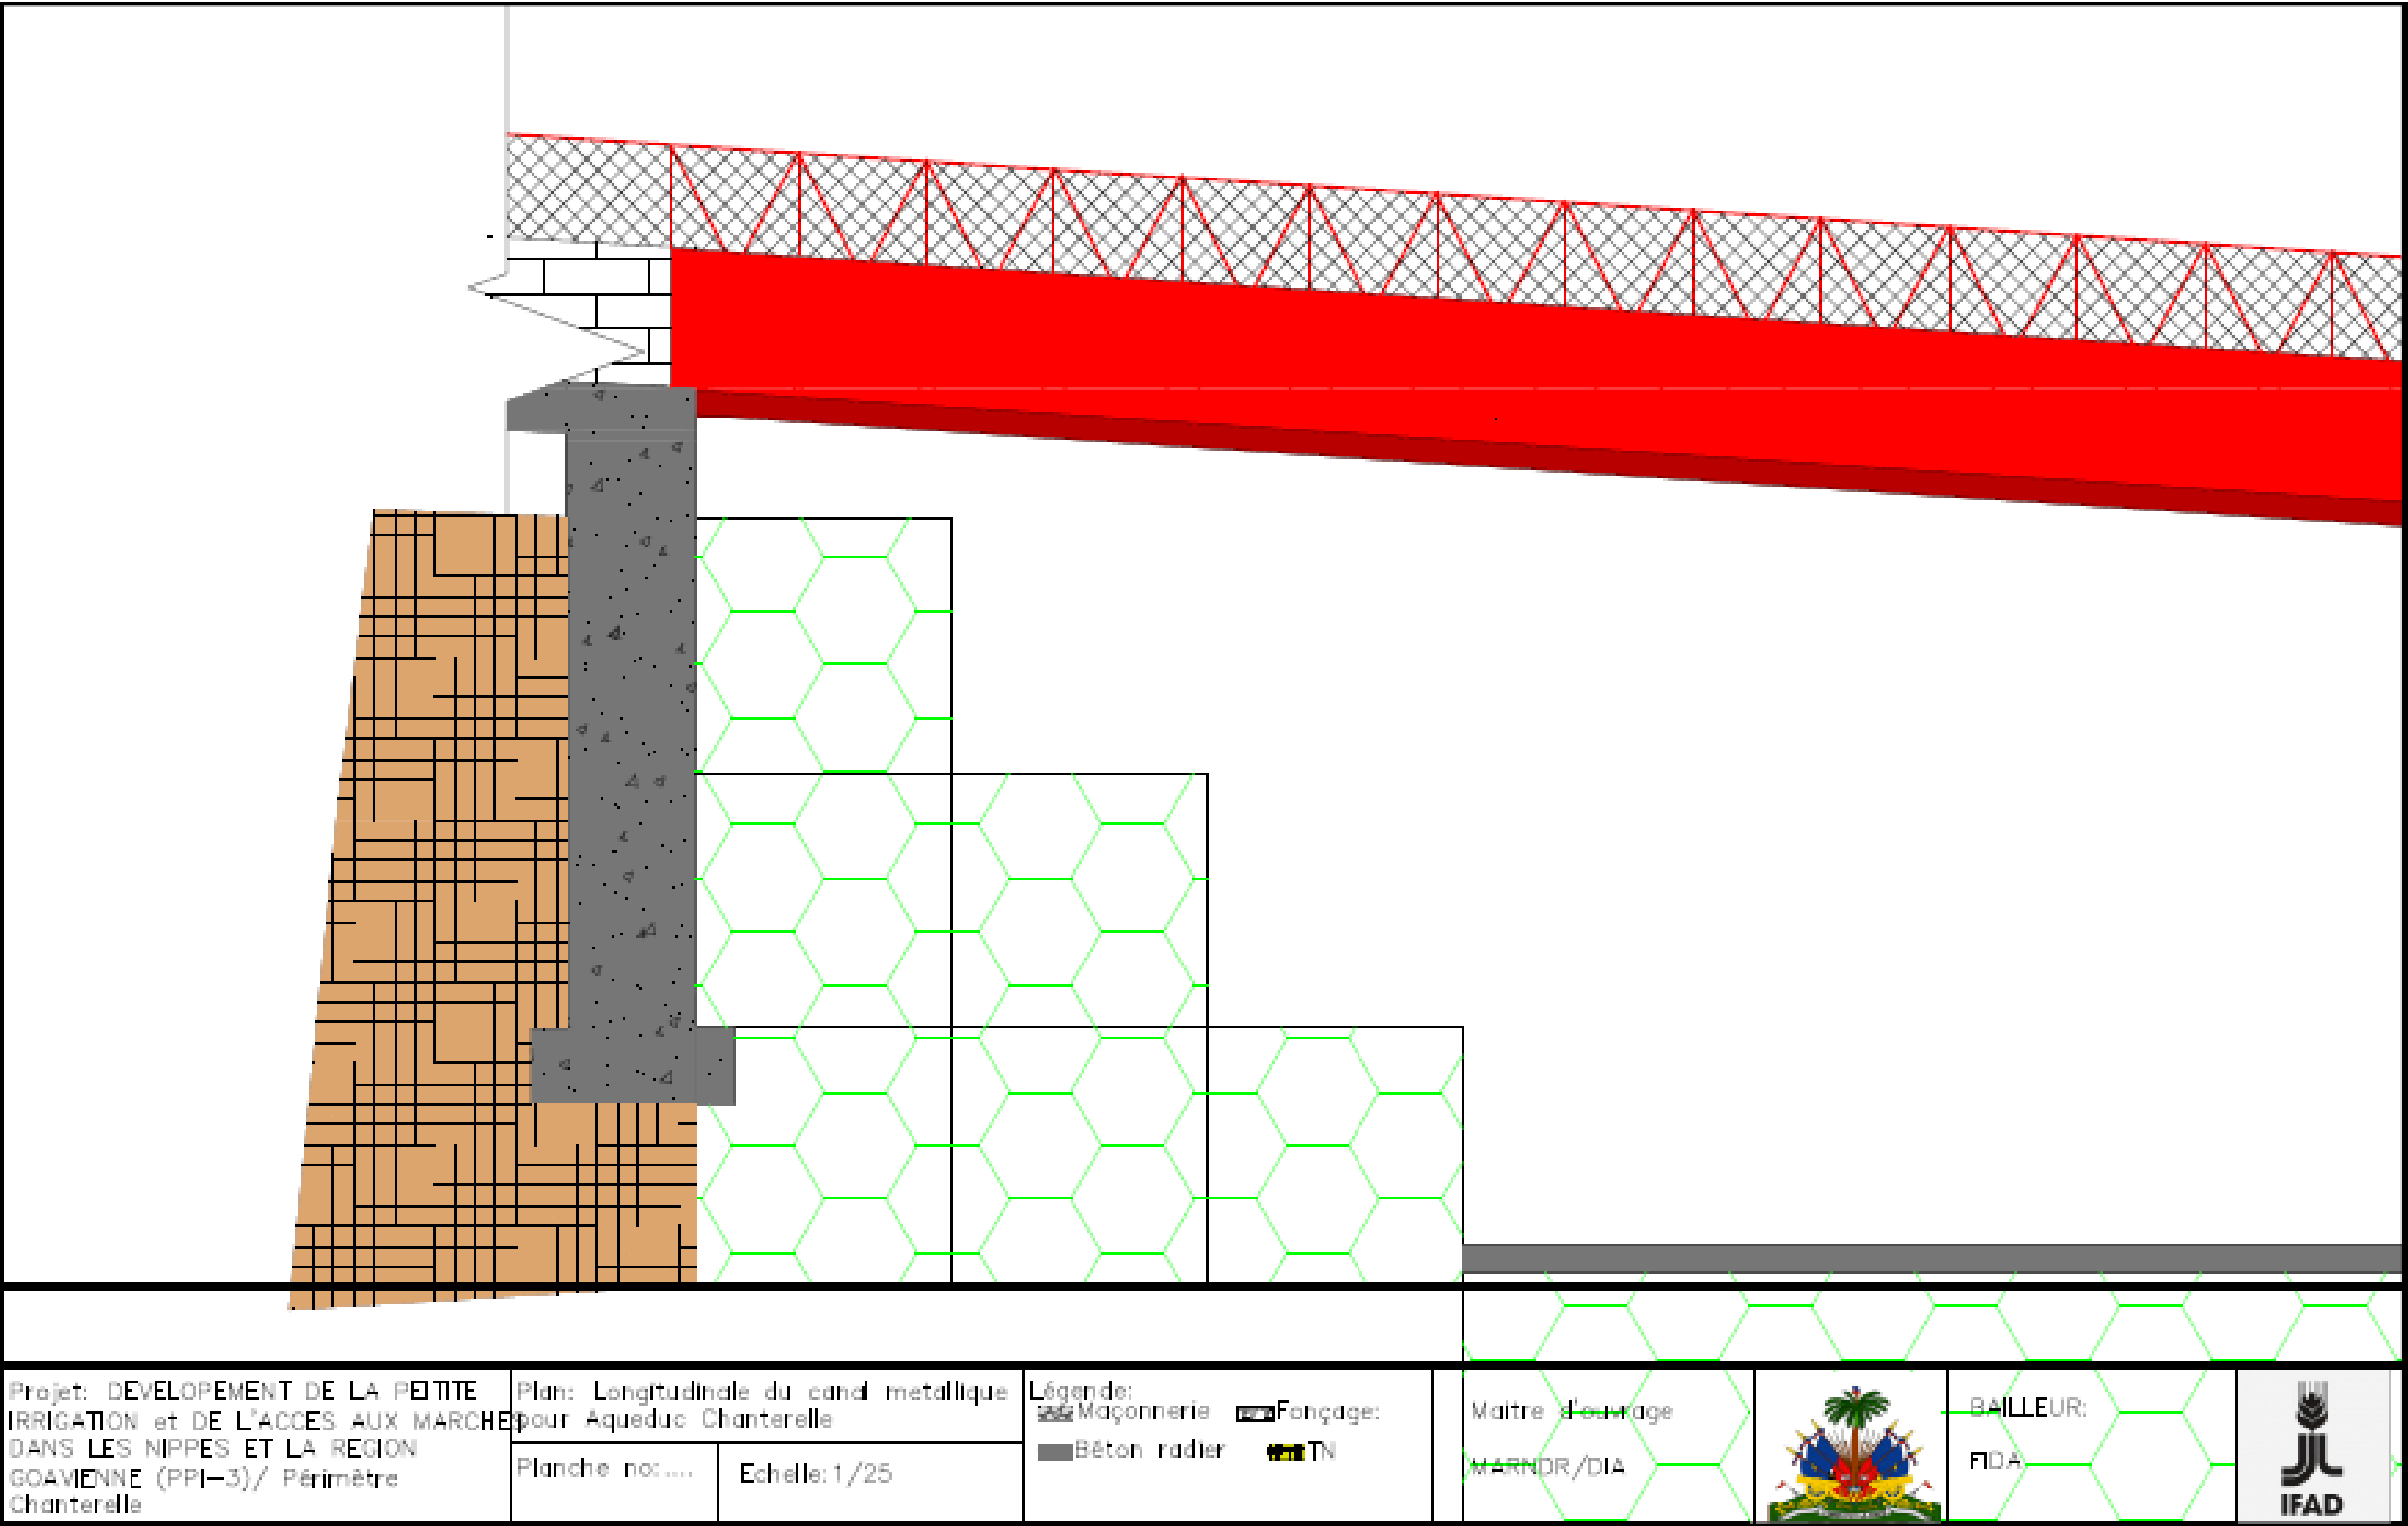 Projet: DEVELOPEMENT DE LA PETITE
IRRIGATION et DE L'ACCES AUX MARCHES
DANS LES NIPPES ET LA REGION
GOAVIENNE (PPI-3)/ Périmètre
Chanterelle
Plan: Longitudinale du canal metallique
pour Aqueduc Chanterelle
Planche no:....
Echelle: 1/25
Légende:
Maçonnerie
Fonçage:
Béton radier
TN
Maitre d'ouvrage
MARNDR/DIA
BAILLEUR:
FIDA
IFAD